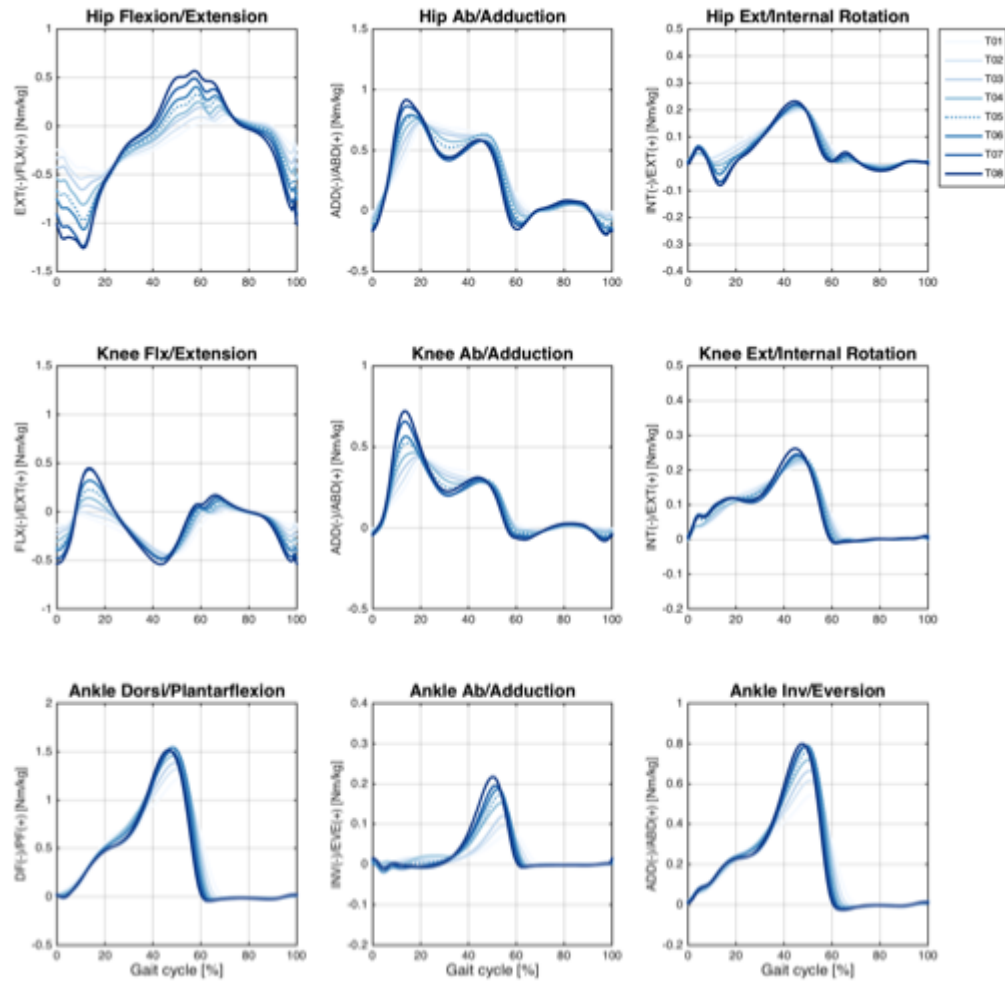 Hip Flexion/Extension
EXT(-)/FLX(+) [Nm/kg]
1
0.5
0
-0.5
-1
-1.5
0 20 40 60 80 100
Hip Ab/Adduction
ADD(-)/ABD(+) [Nm/kg]
1.5
1
0.5
0
-0.5
0 20 40 60 80 100
Hip Ext/Internal Rotation
INT(-)/EXT(+) [Nm/kg]
0.5
0.4
0.3
0.2
0.1
0
-0.1
-0.2
-0.3
-0.4
0 20 40 60 80 100
T01
T02
T03
T04
T05
T06
T07
T08
Knee Flx/Extension
FLX(-)/EXT(+) [Nm/kg]
1.5
1
0.5
0
-0.5
-1
0 20 40 60 80 100
Knee Ab/Adduction
ADD(-)/ABD(+) [Nm/kg]
1
0.5
0
-0.5
0 20 40 60 80 100
Knee Ext/Internal Rotation
INT(-)/EXT(+) [Nm/kg]
0.5
0.4
0.3
0.2
0.1
0
-0.1
-0.2
0 20 40 60 80 100
Ankle Dorsi/Plantarflexion
DF(-)/PF(+) [Nm/kg]
2
1.5
1
0.5
0
-0.5
0 20 40 60 80 100
Gait cycle [%]
Ankle Ab/Adduction
INV(-)/EVE(+) [Nm/kg]
0.4
0.3
0.2
0.1
0
-0.1
-0.2
0 20 40 60 80 100
Gait cycle [%]
Ankle Inv/Eversion
ADD(-)/ABD(+) [Nm/kg]
1
0.8
0.6
0.4
0.2
0
-0.2
0 20 40 60 80 100
Gait cycle [%]